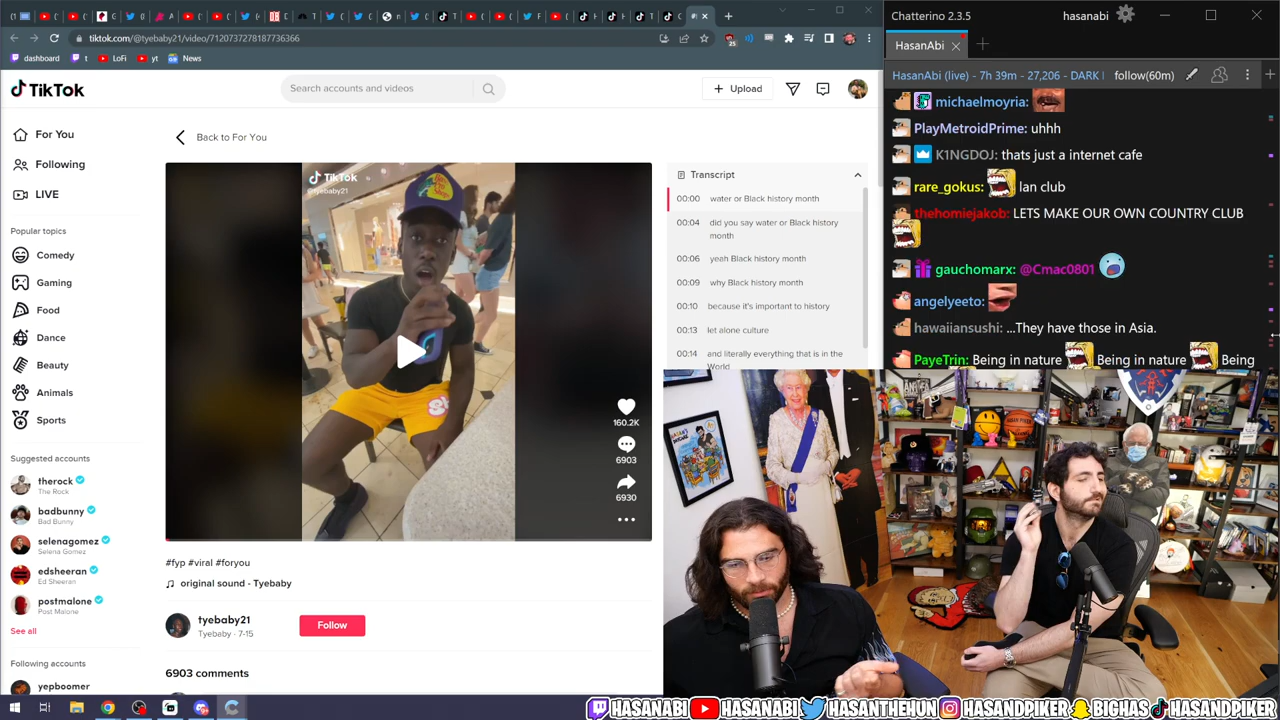 tiktok.com/@tyebaby21/video/7120737278187736366
dashboard
t
LoFi
yt
News
TikTok
Search accounts and videos
Upload
For You
Following
LIVE
Popular topics
Comedy
Gaming
Food
Dance
Beauty
Animals
Sports
Suggested accounts
therock
The Rock
badbunny
Bad Bunny
selenagomez
Selena Gomez
edsheeran
Ed Sheeran
postmalone
Post Malone
See all
Following accounts
yepboomer
Back to For You
TikTok
@tyebaby21
160.2K
6903
6930
#fyp #viral #foryou
original sound - Tyebaby
tyebaby21
Tyebaby · 7-15
Follow
6903 comments
Transcript
00:00 water or Black history month
00:04 did you say water or Black history
month
00:06 yeah Black history month
00:09 why Black history month
00:10 because it's important to history
00:13 let alone culture
00:14 and literally everything that is in the
World
Chatterino 2.3.5
hasanabi
HasanAbi
HasanAbi (live) - 7h 39m - 27,206 - DARK
follow(60m)
michaelmoyria:
PlayMetroidPrime: uhhh
K1NGDOJ: thats just a internet cafe
rare_gokus: lan club
thehomiejakob: LETS MAKE OUR OWN COUNTRY CLUB
gauchomarx: @Cmac0801
angelyeeto:
hawaiiansushi: ...They have those in Asia.
PayeTrin: Being in nature Being in nature Being
HASANABI HASANABI HASANTHEHUN HASANDPIKER BIGHAS HASANDPIKER